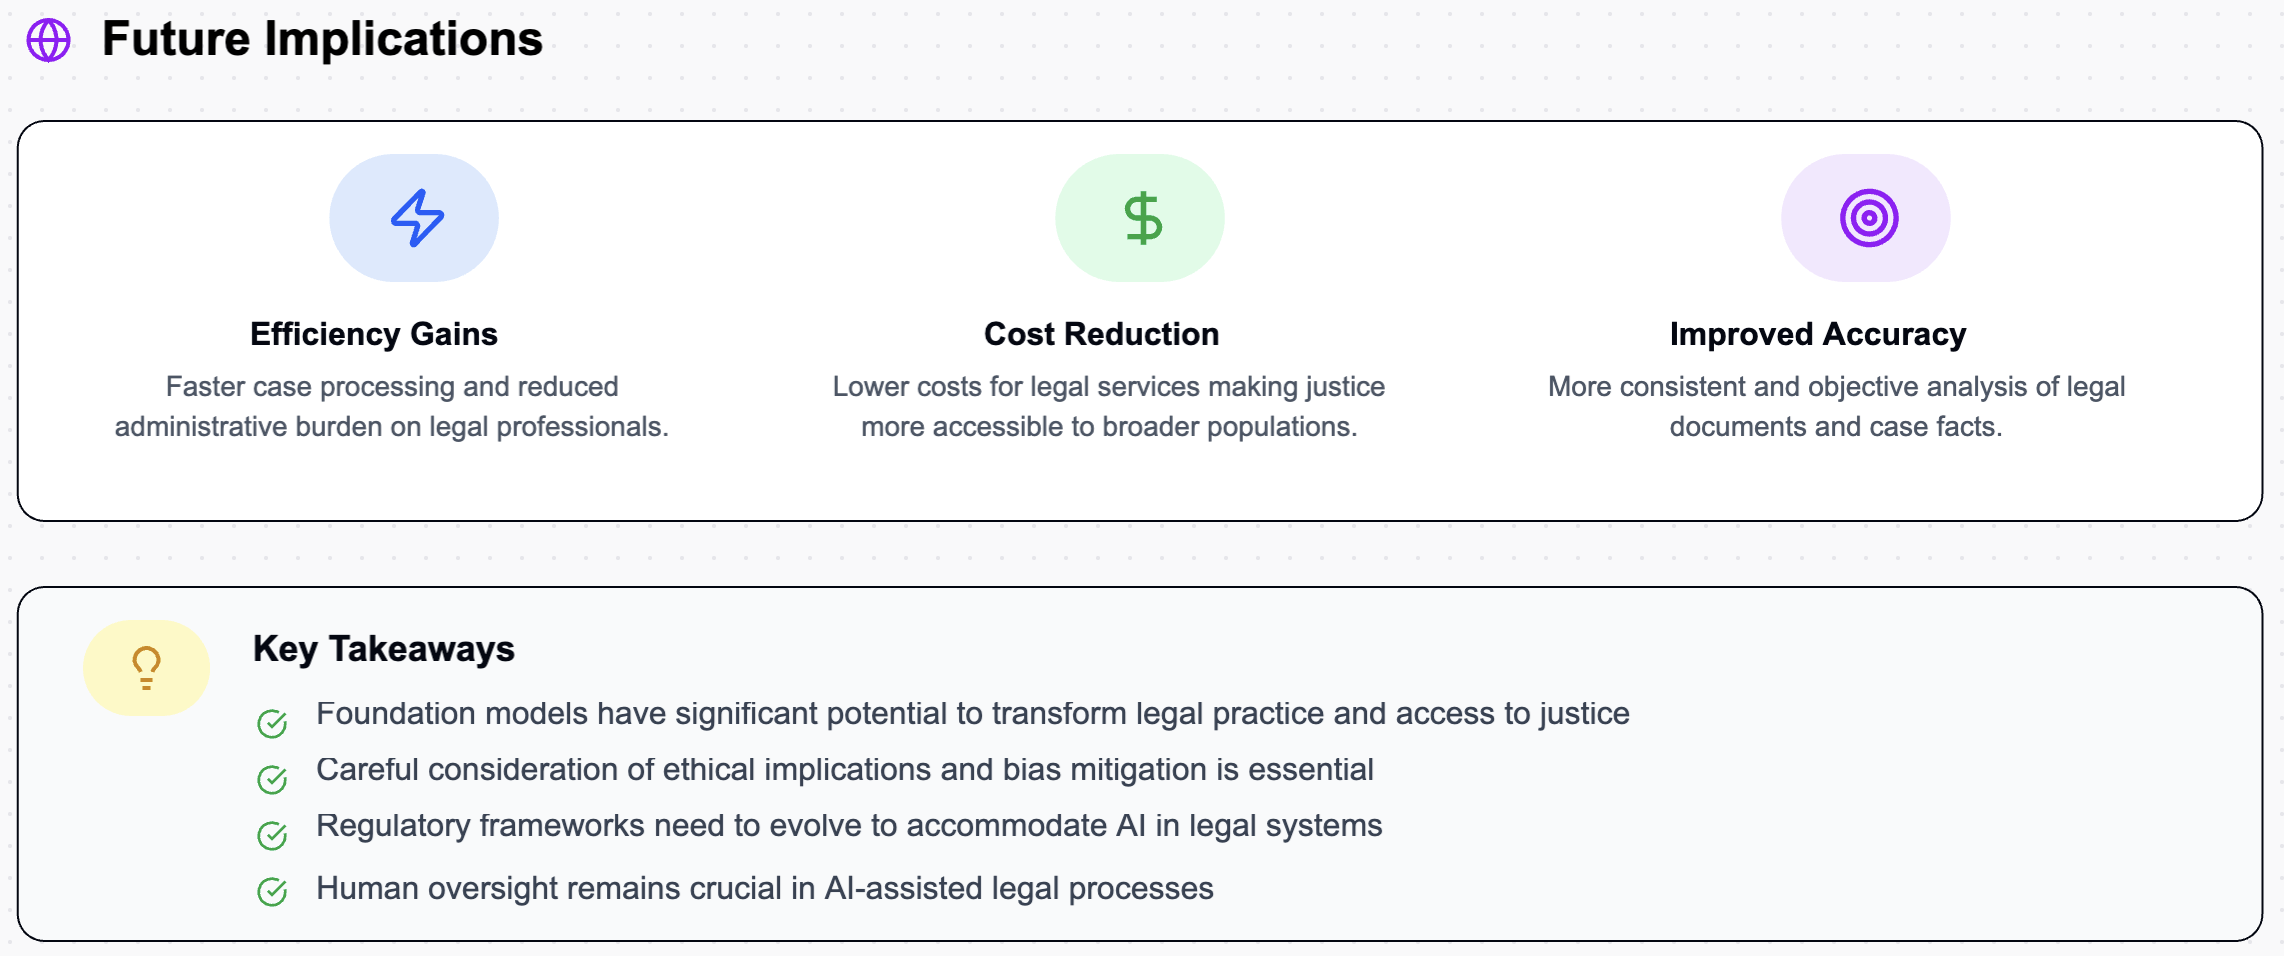 Future Implications
Efficiency Gains
Faster case processing and reduced
administrative burden on legal professionals.
Cost Reduction
Lower costs for legal services making justice
more accessible to broader populations.
Improved Accuracy
More consistent and objective analysis of legal
documents and case facts.
Key Takeaways
Foundation models have significant potential to transform legal practice and access to justice
Careful consideration of ethical implications and bias mitigation is essential
Regulatory frameworks need to evolve to accommodate AI in legal systems
Human oversight remains crucial in AI-assisted legal processes